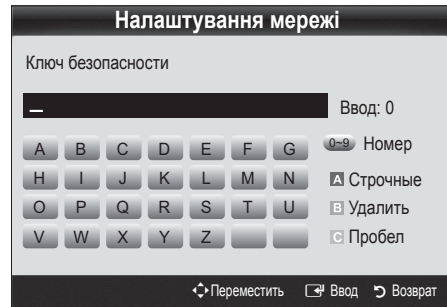 Налаштування мережі
Ключ безопасности
_ Ввод: 0
A B C D E F G 0~9 Номер
H I J K L M N A Строчные
O P Q R S T U B Удалить
V W X Y Z C Пробел
Переместить Ввод Возврат